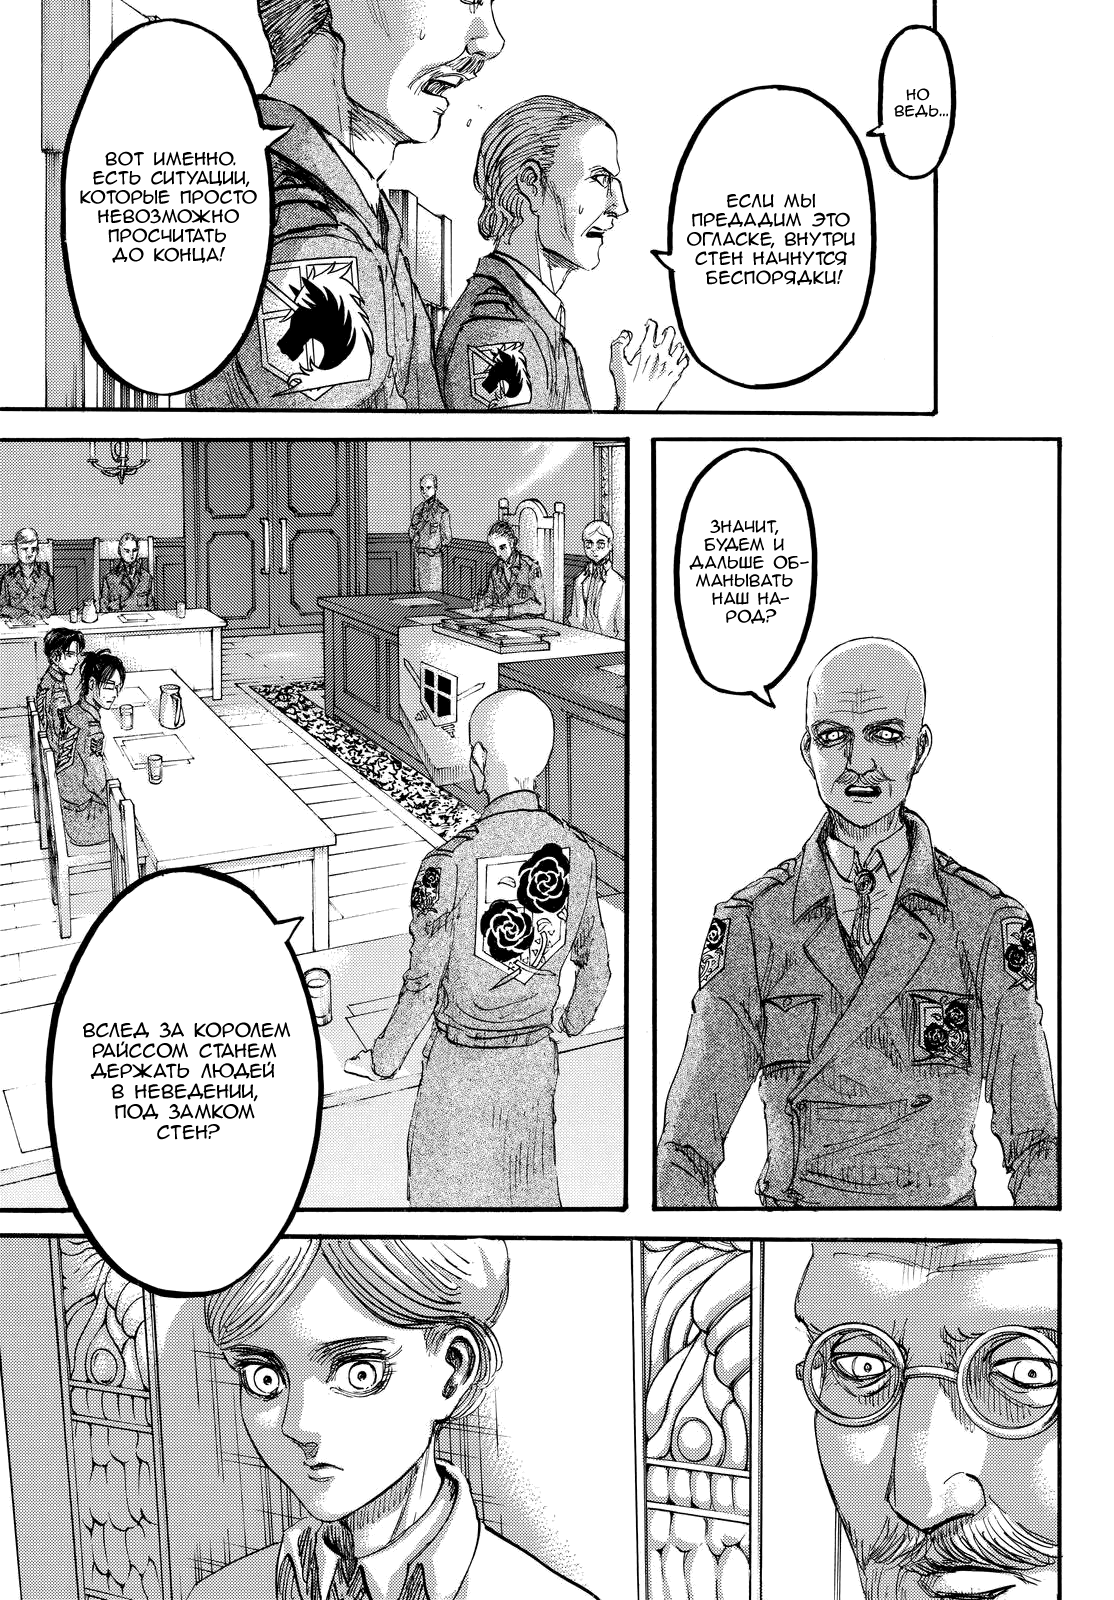 НО
ВЕДЬ...
ЕСЛИ МЫ
ПРЕДАДИМ ЭТО
ОГЛАСКЕ, ВНУТРИ
СТЕН НАЧНУТСЯ
БЕСПОРЯДКИ!
ВОТ ИМЕННО.
ЕСТЬ СИТУАЦИИ,
КОТОРЫЕ ПРОСТО
НЕВОЗМОЖНО
ПРОСЧИТАТЬ
ДО КОНЦА!
ЗНАЧИТ,
БУДЕМ И
ДАЛЬШЕ ОБ-
МАНЫВАТЬ
НАШ НА-
РОД?
ВСЛЕД ЗА КОРОЛЕМ
РАЙССОМ СТАНЕМ
ДЕРЖАТЬ ЛЮДЕЙ
В НЕВЕДЕНИИ,
ПОД ЗАМКОМ
СТЕН?